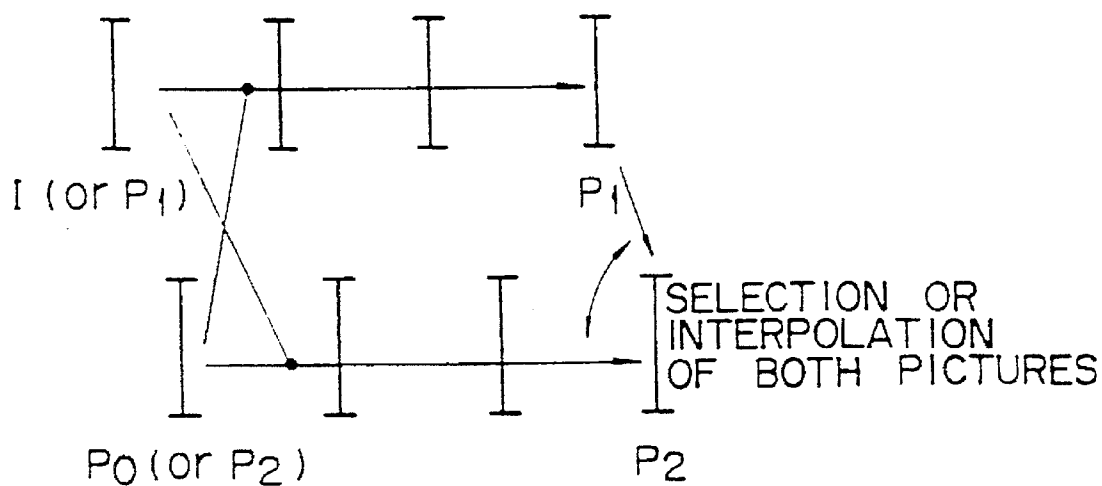 I (or P1)
P1
SELECTION OR
INTERPOLATION
OF BOTH PICTURES
P0 (or P2)
P2